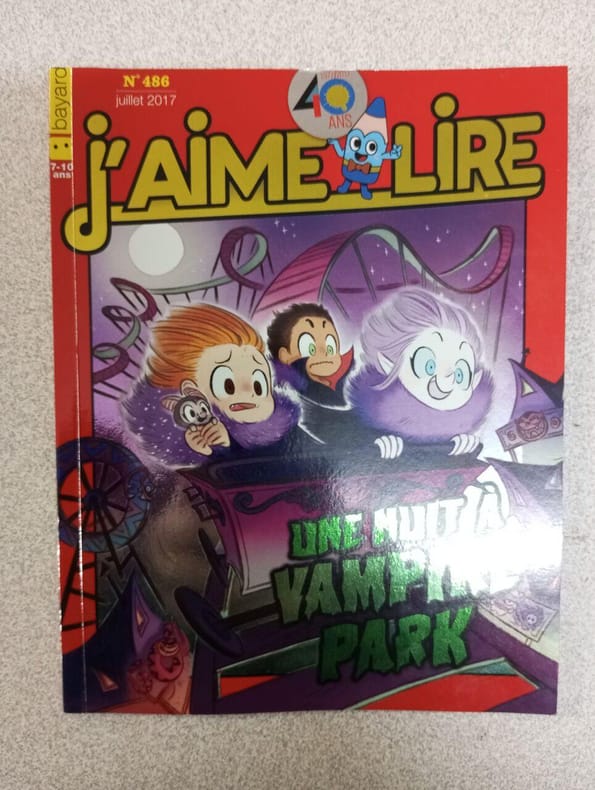 :bayard
N° 486
juillet 2017
7-10
ans
40
ANS
J'AIME LIRE
UNE NUIT À
VAMPIRE
PARK